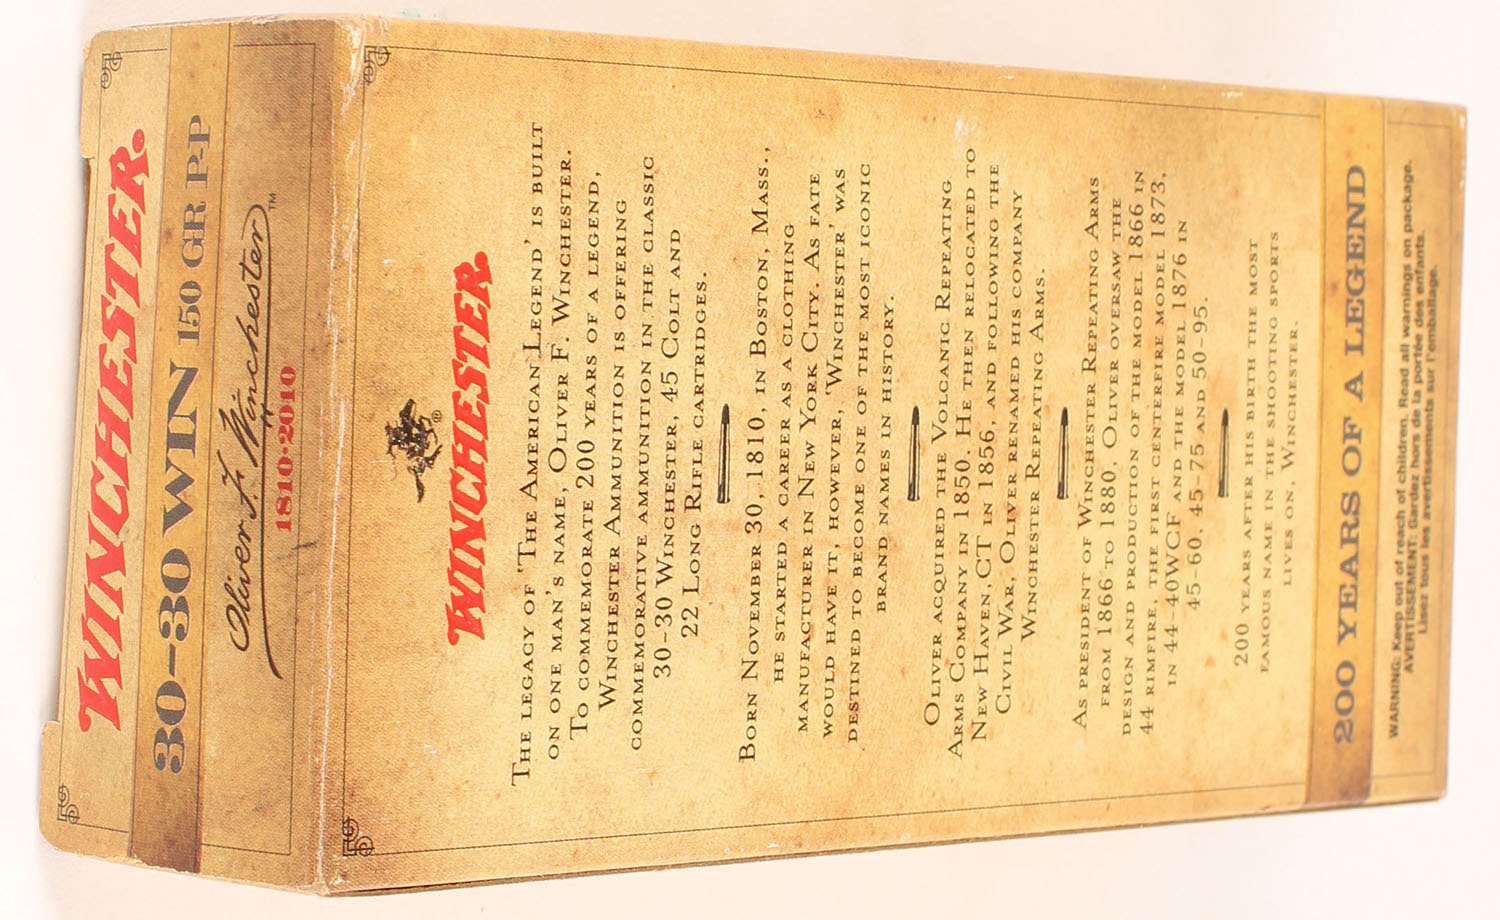 WINCHESTER®
30-30 WIN 150 GR P-P
Oliver F. Winchester™
1810·2010
WINCHESTER®
THE LEGACY OF 'THE AMERICAN LEGEND' IS BUILT
ON ONE MAN'S NAME, OLIVER F. WINCHESTER.
TO COMMEMORATE 200 YEARS OF A LEGEND,
WINCHESTER AMMUNITION IS OFFERING
COMMEMORATIVE AMMUNITION IN THE CLASSIC
30-30 WINCHESTER, 45 COLT AND
22 LONG RIFLE CARTRIDGES.
BORN NOVEMBER 30, 1810, IN BOSTON, MASS.,
HE STARTED A CAREER AS A CLOTHING
MANUFACTURER IN NEW YORK CITY. AS FATE
WOULD HAVE IT, HOWEVER, 'WINCHESTER' WAS
DESTINED TO BECOME ONE OF THE MOST ICONIC
BRAND NAMES IN HISTORY.
OLIVER ACQUIRED THE VOLCANIC REPEATING
ARMS COMPANY IN 1850. HE THEN RELOCATED TO
NEW HAVEN, CT IN 1856, AND FOLLOWING THE
CIVIL WAR, OLIVER RENAMED HIS COMPANY
WINCHESTER REPEATING ARMS.
AS PRESIDENT OF WINCHESTER REPEATING ARMS
FROM 1866 TO 1880, OLIVER OVERSAW THE
DESIGN AND PRODUCTION OF THE MODEL 1866 IN
44 RIMFIRE, THE FIRST CENTERFIRE MODEL 1873,
IN 44-40WCF AND THE MODEL 1876 IN
45-60, 45-75 AND 50-95.
200 YEARS AFTER HIS BIRTH THE MOST
FAMOUS NAME IN THE SHOOTING SPORTS
LIVES ON, WINCHESTER.
200 YEARS OF A LEGEND
WARNING: Keep out of reach of children. Read all warnings on package.
AVERTISSEMENT: Gardez hors de la portée des enfants.
Lisez tous les avertissements sur l'emballage.